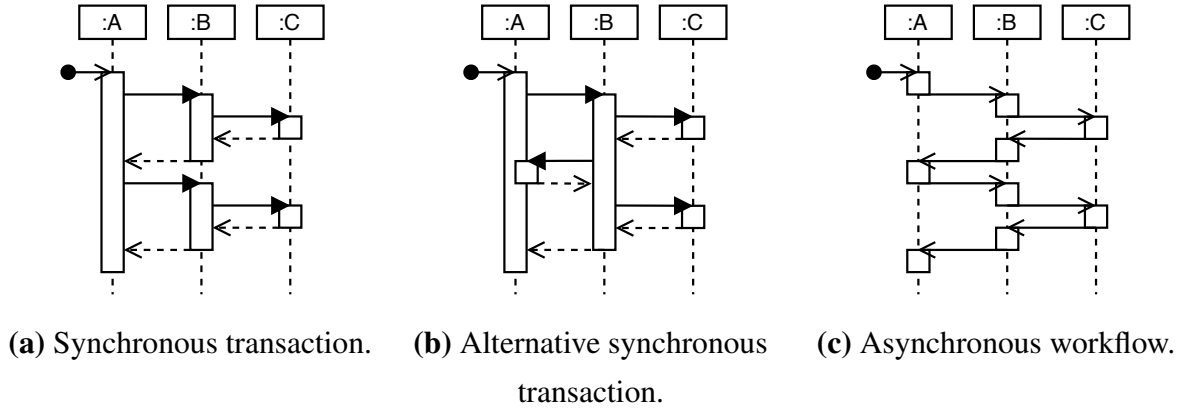 :A :B :C :A :B :C :A :B :C
(a) Synchronous transaction. (b) Alternative synchronous (c) Asynchronous workflow.
transaction.